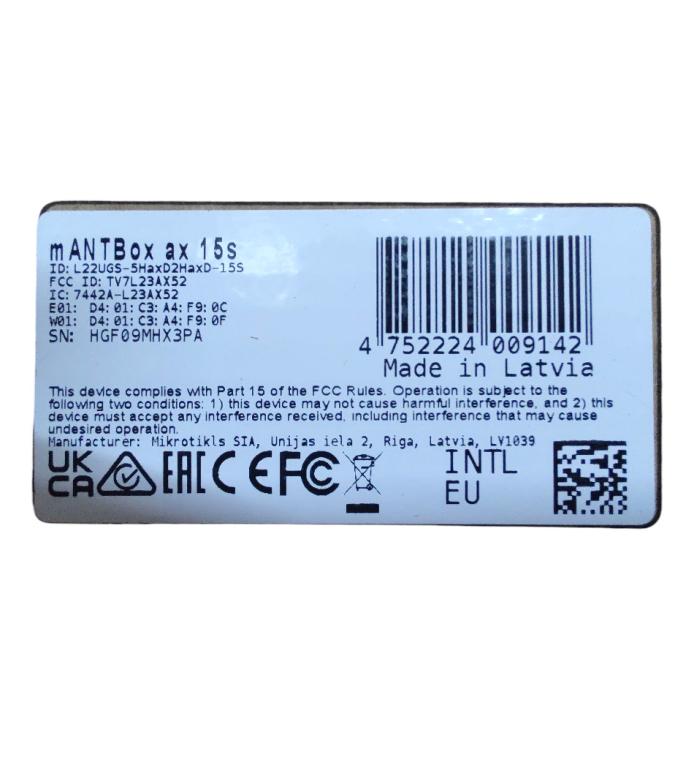 mANTBox ax 15s
ID: L22UGS-5HaxD2HaxD-15S
FCC ID: TV7L23AX52
IC: 7442A-L23AX52
E01: D4: 01: C3: A4: F9: 0C
W01: D4: 01: C3: A4: F9: 0F
SN: HGF09MHX3PA
4 752224 009142
Made in Latvia
This device complies with Part 15 of the FCC Rules. Operation is subject to the
following two conditions: 1) this device may not cause harmful interference, and 2) this
device must accept any interference received, including interference that may cause
undesired operation.
Manufacturer: Mikrotikls SIA, Unijas iela 2, Riga, Latvia, LV1039
UK
CA
EAC CE FC
INTL
EU